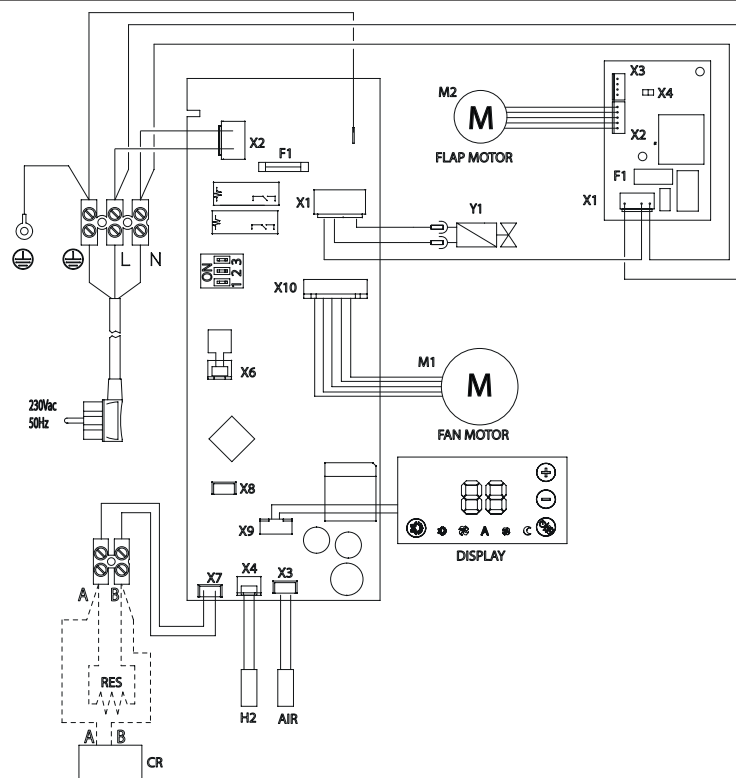 X3
X4
M2
M
X2
X2
F1
FLAP MOTOR
F1
X1
Y1
X1
L
N
ON
1 2 3
X10
X6
M1
M
FAN MOTOR
230Vac
50Hz
X8
88
X9
A
DISPLAY
X7
X4
X3
A
B
RES
H2
AIR
A
B
CR